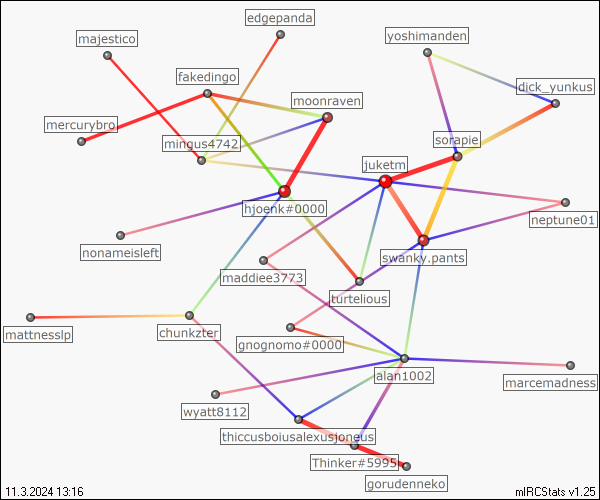 edgepanda
majestico
yoshimanden
fakedingo
dick_yunkus
moonraven
mercurybro
mingus4742
sorapie
juketm
hjoenk#0000
neptune01
nonameisleft
swanky.pants
maddiee3773
turtelious
mattnesslp
chunkzter
gnognomo#0000
alan1002
marcemadness
wyatt8112
thiccusboiusalexusjoneus
Thinker#5995
gorudenneko
11.3.2024 13:16
mIRCStats v1.25